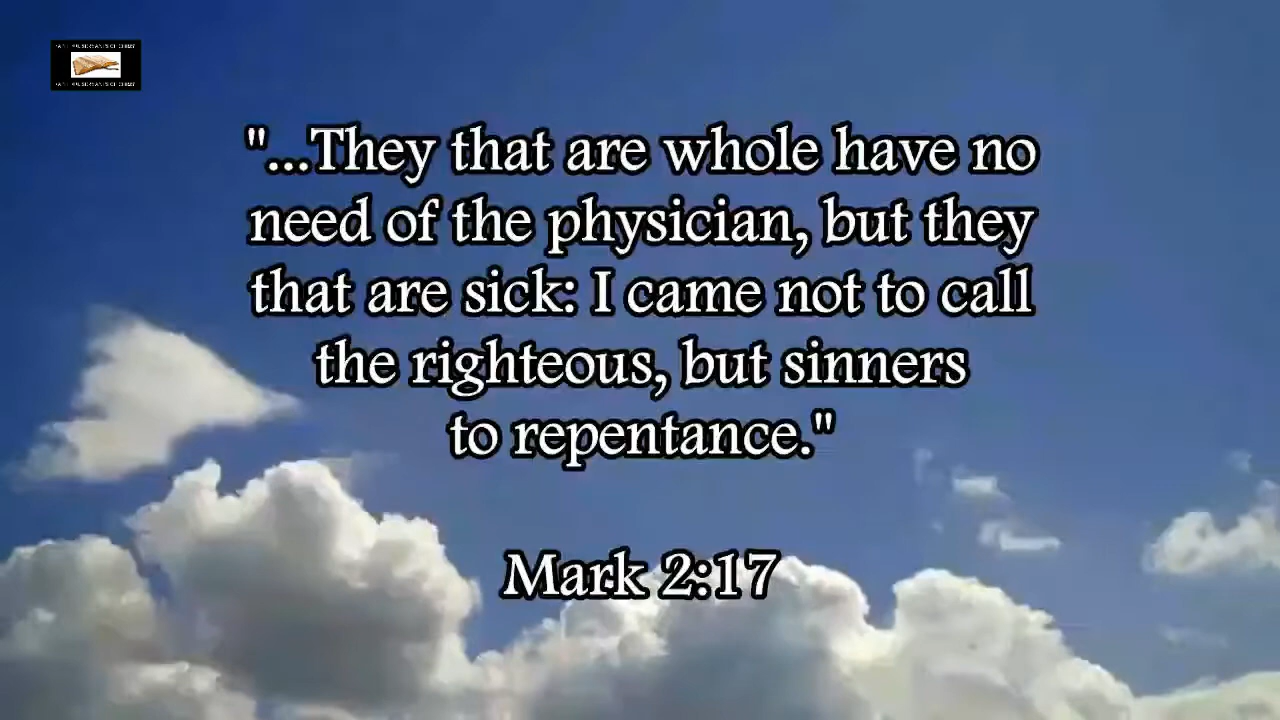 "...They that are whole have no
need of the physician, but they
that are sick: I came not to call
the righteous, but sinners
to repentance."
Mark 2:17